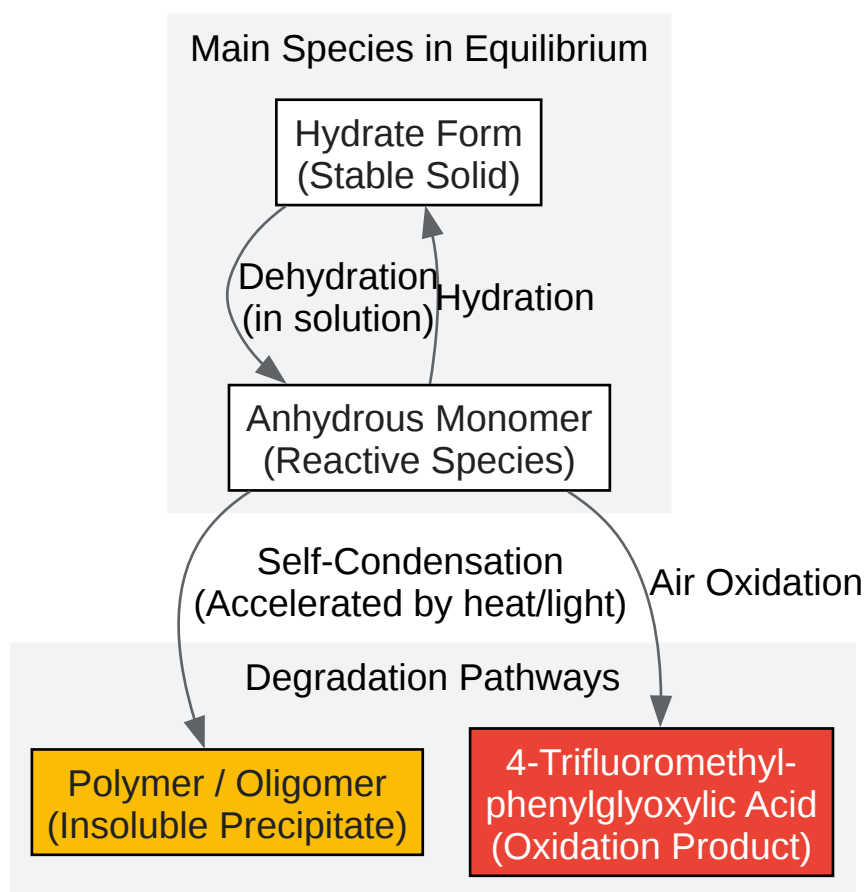 Main Species in Equilibrium
Hydrate Form
(Stable Solid)
Dehydration
(in solution)
Hydration
Anhydrous Monomer
(Reactive Species)
Self-Condensation
(Accelerated by heat/light)
Air Oxidation
Degradation Pathways
Polymer / Oligomer
(Insoluble Precipitate)
4-Trifluoromethyl-
phenylglyoxylic Acid
(Oxidation Product)